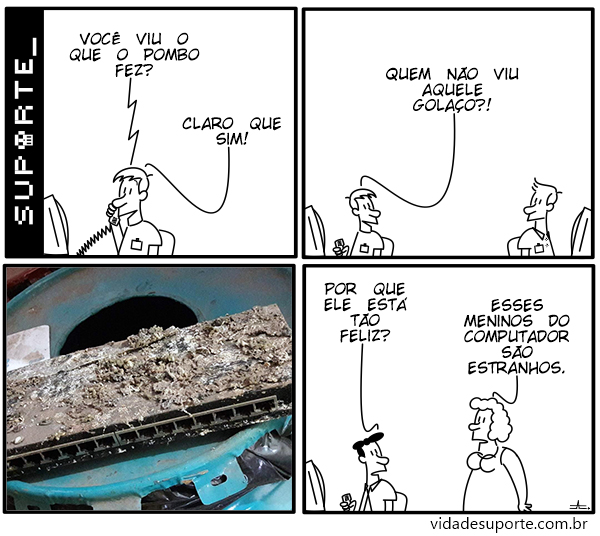 SUPORTE_
VOCÊ VIU O
QUE O POMBO
FEZ?
CLARO QUE
SIM!
QUEM NÃO VIU
AQUELE
GOLAÇO?!
POR QUE
ELE ESTÁ
TÃO
FELIZ?
ESSES
MENINOS DO
COMPUTADOR
SÃO
ESTRANHOS.
vidadesuporte.com.br